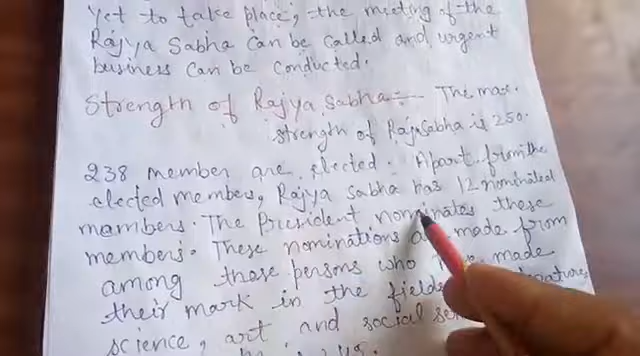 yet to take place, the meeting of the
Rajya Sabha can be called and urgent
business can be conducted.
Strength of Rajya Sabha:- The max.
strength of RajyaSabha is 250.
238 member are elected. Apart from the
elected members, Rajya Sabha has 12 nominated
mambers. The President nominates these
members. These nominations made from
among those persons who made
their mark in the fields
science, art and social